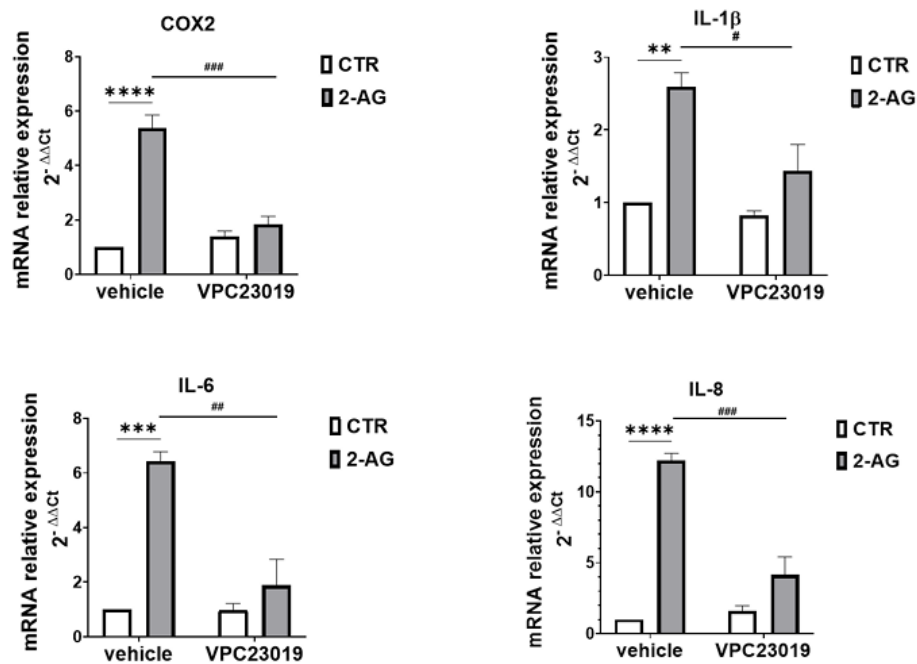 COX2
mRNA relative expression
2^-ΔΔCt
8
6
4
2
0
****
###
CTR
2-AG
vehicle VPC23019
IL-1β
mRNA relative expression
2^-ΔΔCt
3
2
1
0
**
#
CTR
2-AG
vehicle VPC23019
IL-6
mRNA relative expression
2^-ΔΔCt
8
6
4
2
0
***
##
CTR
2-AG
vehicle VPC23019
IL-8
mRNA relative expression
2^-ΔΔCt
15
10
5
0
****
###
CTR
2-AG
vehicle VPC23019